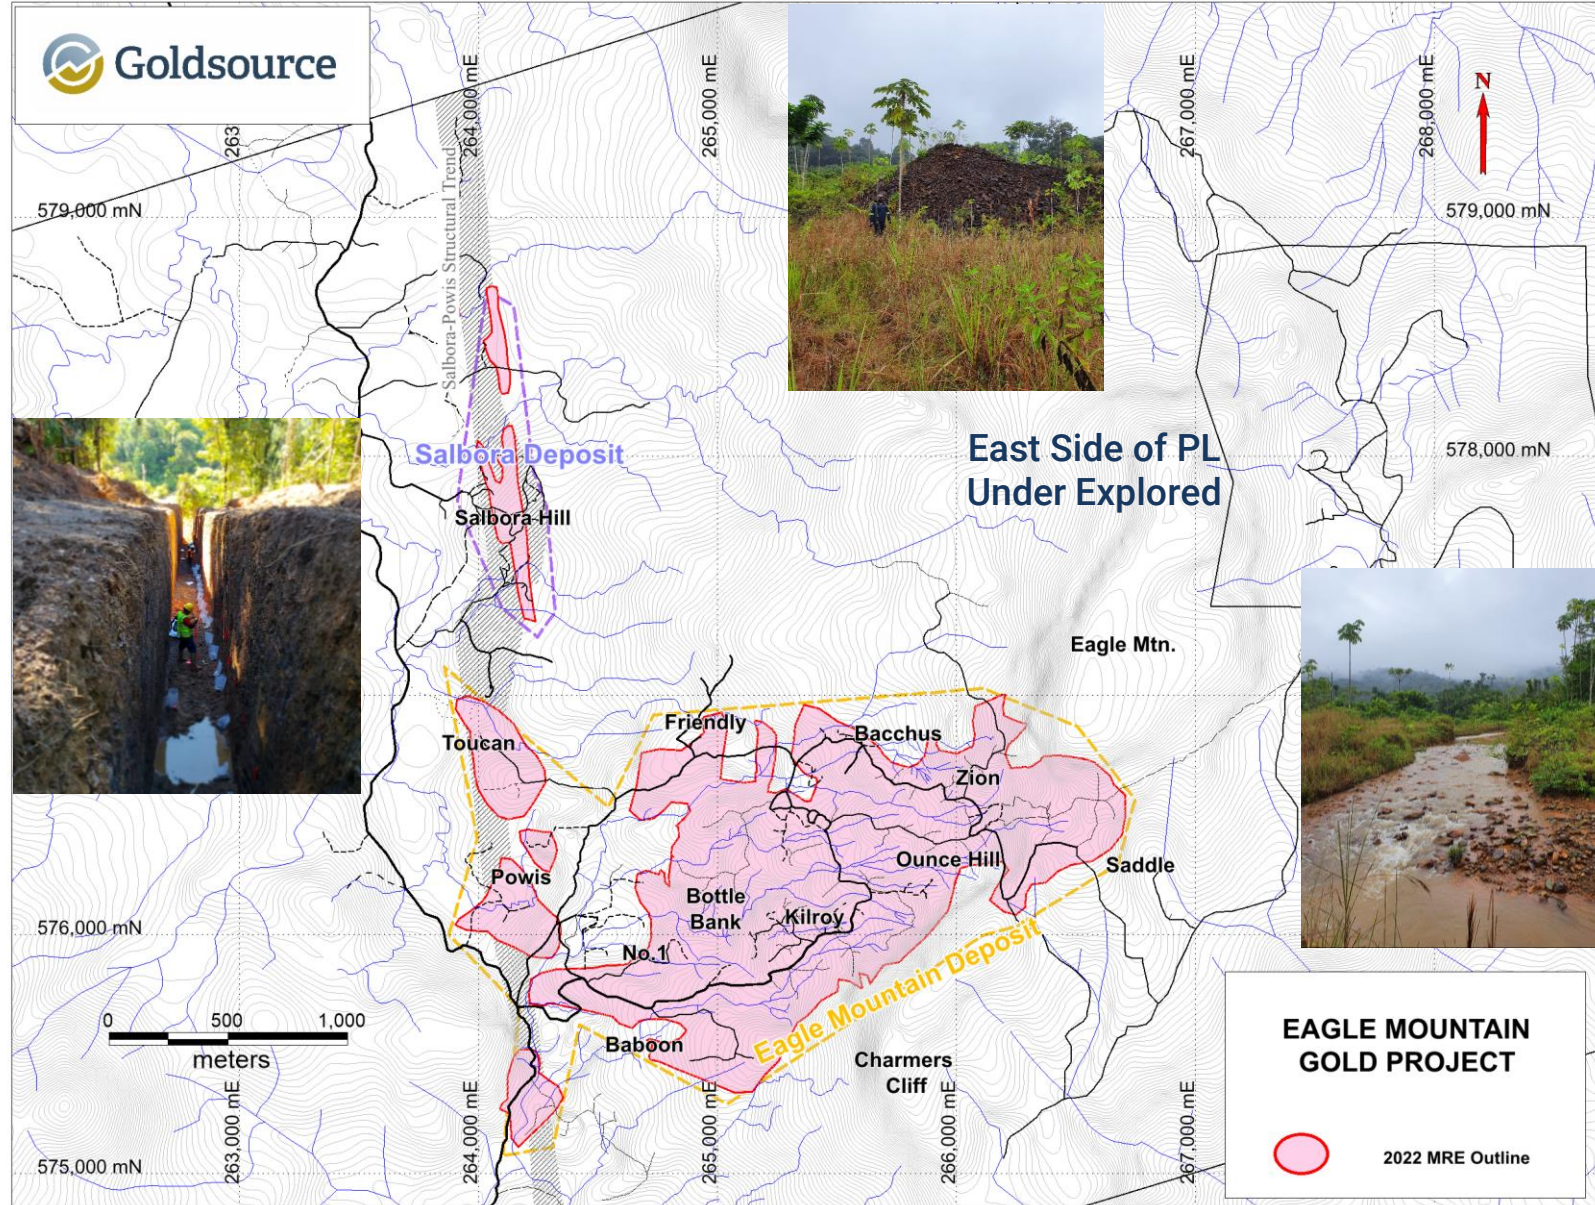 Goldsource
263
264,000 mE
265,000 mE
267,000 mE
268,000 mE
N
579,000 mN
579,000 mN
Salbora-Powis Structural Trend
Salbora Deposit
Salbora Hill
East Side of PL
Under Explored
578,000 mN
Eagle Mtn.
Toucan
Friendly
Bacchus
Zion
Ounce Hill
Saddle
Powis
Bottle
Bank
Kilroy
576,000 mN
No.1
Eagle Mountain Deposit
0 500 1,000
meters
Baboon
Charmers
Cliff
263,000 mE
264,000 mE
265,000 mE
266,000 mE
267,000 mE
575,000 mN
EAGLE MOUNTAIN
GOLD PROJECT
2022 MRE Outline